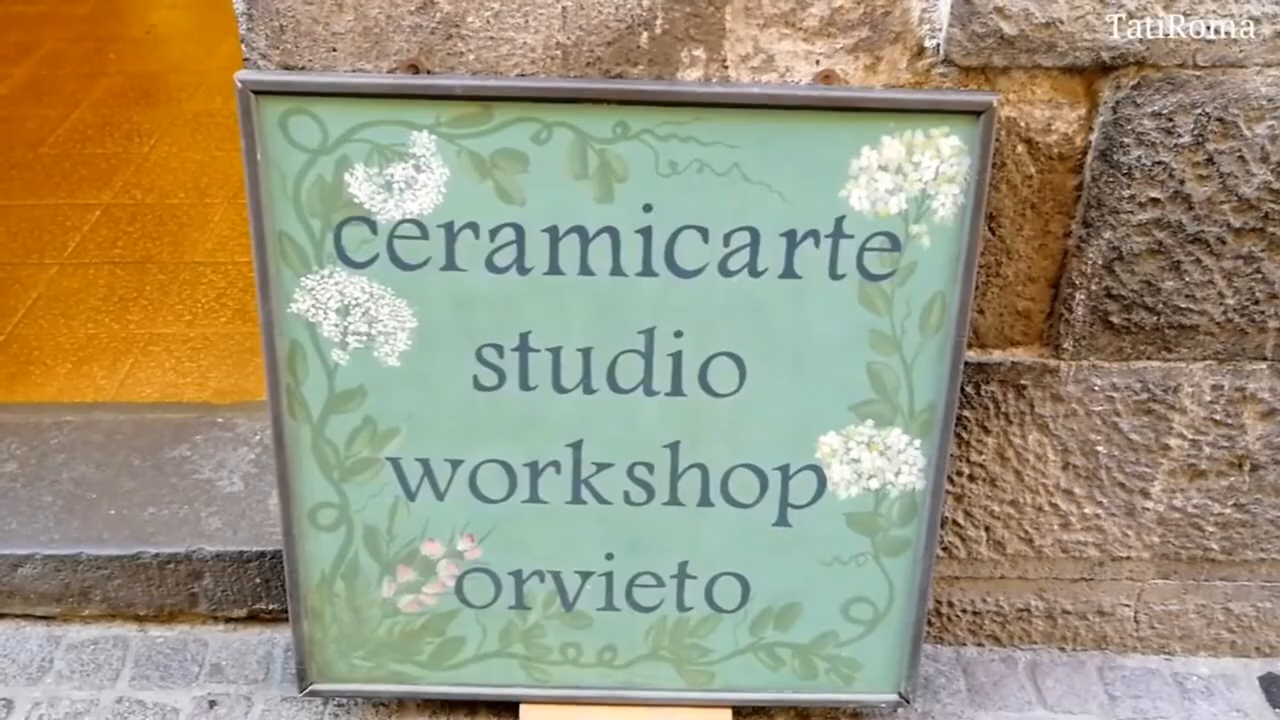 TatiRoma
ceramicarte
studio
workshop
orvieto